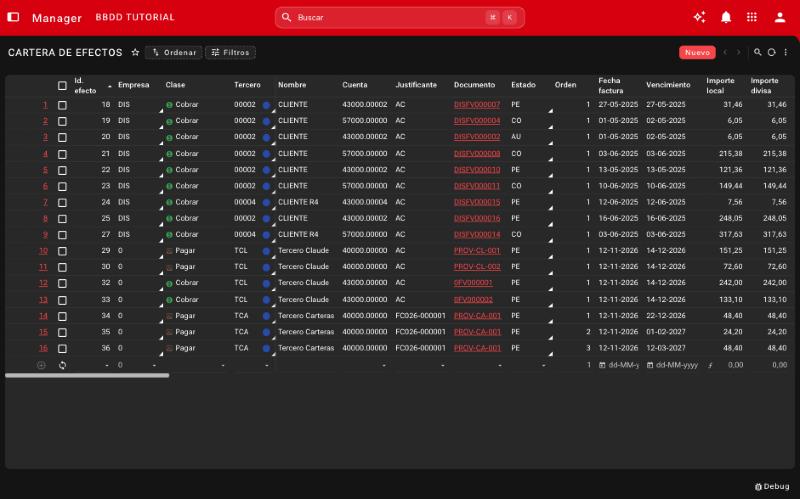 Manager BBDD TUTORIAL Buscar ⌘ K
CARTERA DE EFECTOS Ordenar Filtros Nuevo
Id. efecto Empresa Clase Tercero Nombre Cuenta Justificante Documento Estado Orden Fecha factura Vencimiento Importe local Importe divisa
1 18 DIS Cobrar 00002 CLIENTE 43000.00002 AC DISFV000007 PE 1 27-05-2025 27-05-2025 31,46 31,46
2 19 DIS Cobrar 00002 CLIENTE 57000.00000 AC DISFV000004 CO 1 01-05-2025 02-05-2025 6,05 6,05
3 20 DIS Cobrar 00002 CLIENTE 43000.00002 AC DISFV000002 AU 1 01-05-2025 02-05-2025 6,05 6,05
4 21 DIS Cobrar 00002 CLIENTE 57000.00000 AC DISFV000008 CO 1 03-06-2025 03-06-2025 215,38 215,38
5 22 DIS Cobrar 00002 CLIENTE 43000.00002 AC DISFV000010 PE 1 13-05-2025 13-05-2025 121,36 121,36
6 23 DIS Cobrar 00002 CLIENTE 57000.00000 AC DISFV000011 CO 1 10-06-2025 10-06-2025 149,44 149,44
7 24 DIS Cobrar 00004 CLIENTE R4 43000.00004 AC DISFV000015 PE 1 12-06-2025 12-06-2025 7,56 7,56
8 25 DIS Cobrar 00002 CLIENTE 43000.00002 AC DISFV000016 PE 1 16-06-2025 16-06-2025 248,05 248,05
9 27 DIS Cobrar 00004 CLIENTE R4 57000.00000 AC DISFV000014 CO 1 03-06-2025 03-06-2025 317,63 317,63
10 29 0 Pagar TCL Tercero Claude 40000.00000 AC PROV-CL-001 PE 1 12-11-2026 14-12-2026 151,25 151,25
11 30 0 Pagar TCL Tercero Claude 40000.00000 AC PROV-CL-002 PE 1 12-11-2026 14-12-2026 72,60 72,60
12 32 0 Cobrar TCL Tercero Claude 43000.00000 AC 0FV000001 PE 1 12-11-2026 14-12-2026 242,00 242,00
13 33 0 Cobrar TCL Tercero Claude 43000.00000 AC 0FV000002 PE 1 12-11-2026 14-12-2026 133,10 133,10
14 34 0 Pagar TCA Tercero Carteras 40000.00000 FC026-000001 PROV-CA-001 PE 1 12-11-2026 22-12-2026 48,40 48,40
15 35 0 Pagar TCA Tercero Carteras 40000.00000 FC026-000001 PROV-CA-001 PE 2 12-11-2026 01-02-2027 24,20 24,20
16 36 0 Pagar TCA Tercero Carteras 40000.00000 FC026-000001 PROV-CA-001 PE 3 12-11-2026 12-03-2027 48,40 48,40
0 1 dd-MM-y dd-MM-yyyy 0,00 0,00
Debug